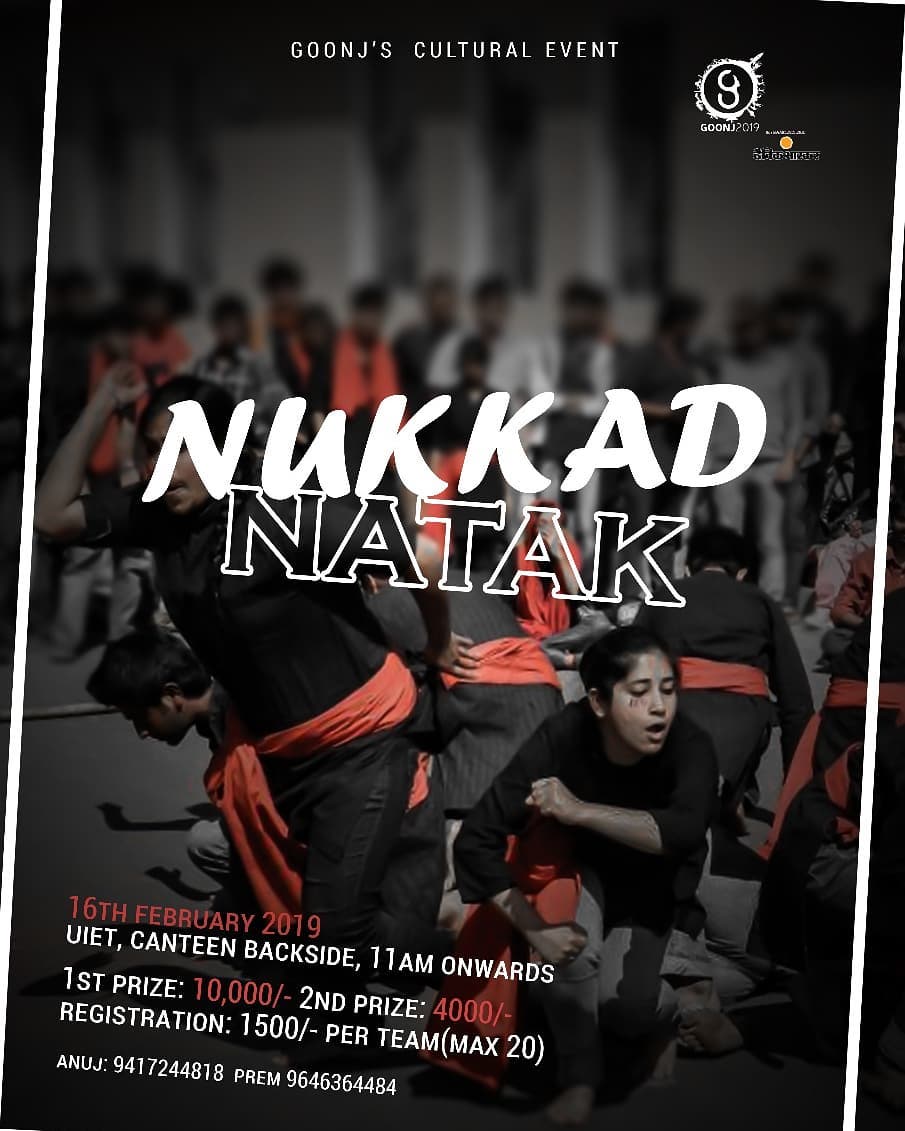 GOONJ'S CULTURAL EVENT
GOONJ2019
NUKKAD
NATAK
16TH FEBRUARY 2019
UIET, CANTEEN BACKSIDE, 11AM ONWARDS
1ST PRIZE: 10,000/- 2ND PRIZE: 4000/-
REGISTRATION: 1500/- PER TEAM(MAX 20)
ANUJ: 9417244818 PREM 9646364484